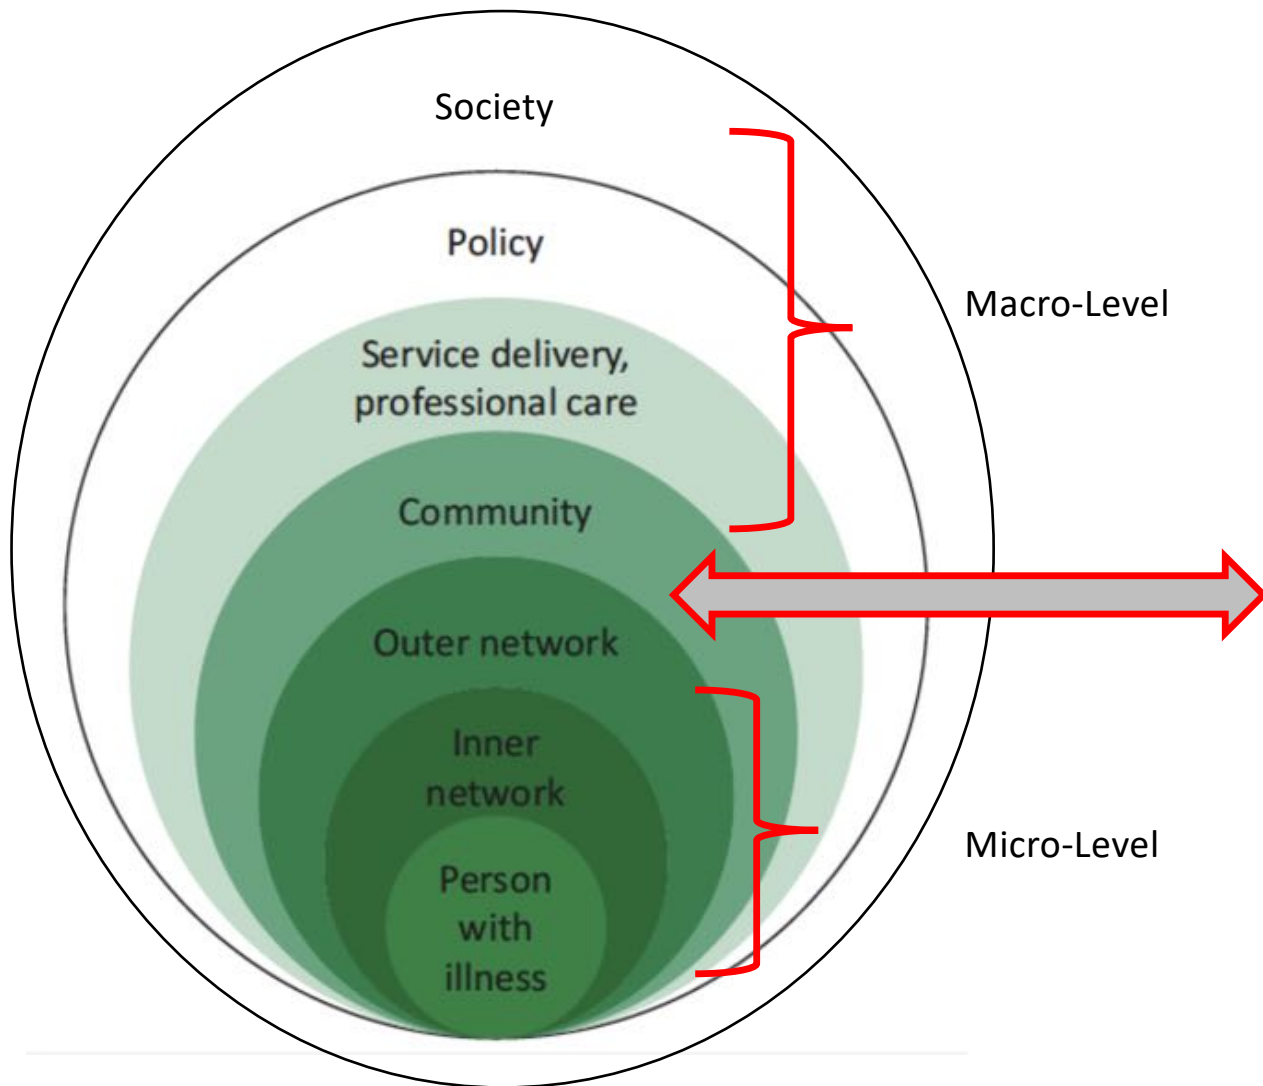 Society
Policy
Service delivery,
professional care
Macro-Level
Community
Outer network
Inner
network
Micro-Level
Person
with
illness